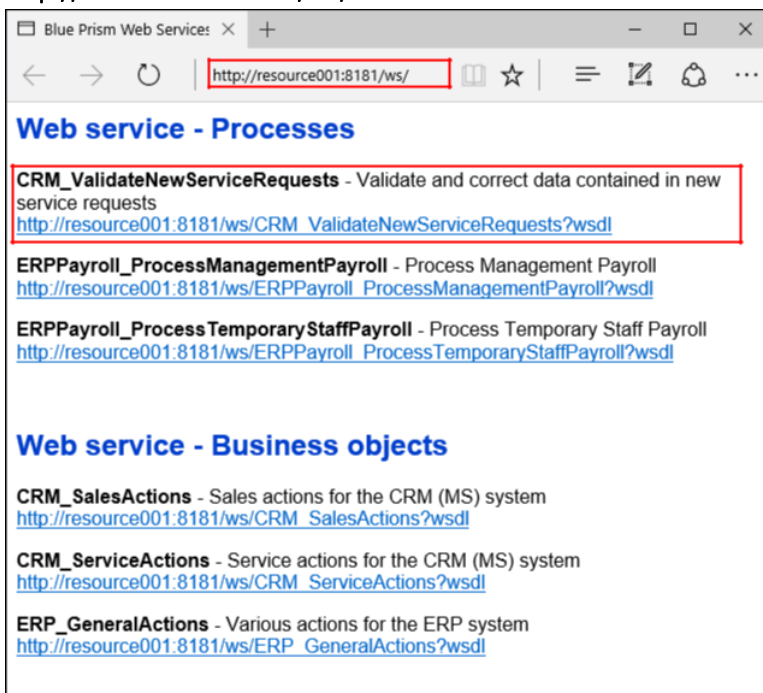 Blue Prism Web Services
http://resource001:8181/ws/
Web service - Processes
CRM_ValidateNewServiceRequests - Validate and correct data contained in new
service requests
http://resource001:8181/ws/CRM_ValidateNewServiceRequests?wsdl
ERPPayroll_ProcessManagementPayroll - Process Management Payroll
http://resource001:8181/ws/ERPPayroll_ProcessManagementPayroll?wsdl
ERPPayroll_ProcessTemporaryStaffPayroll - Process Temporary Staff Payroll
http://resource001:8181/ws/ERPPayroll_ProcessTemporaryStaffPayroll?wsdl
Web service - Business objects
CRM_SalesActions - Sales actions for the CRM (MS) system
http://resource001:8181/ws/CRM_SalesActions?wsdl
CRM_ServiceActions - Service actions for the CRM (MS) system
http://resource001:8181/ws/CRM_ServiceActions?wsdl
ERP_GeneralActions - Various actions for the ERP system
http://resource001:8181/ws/ERP_GeneralActions?wsdl